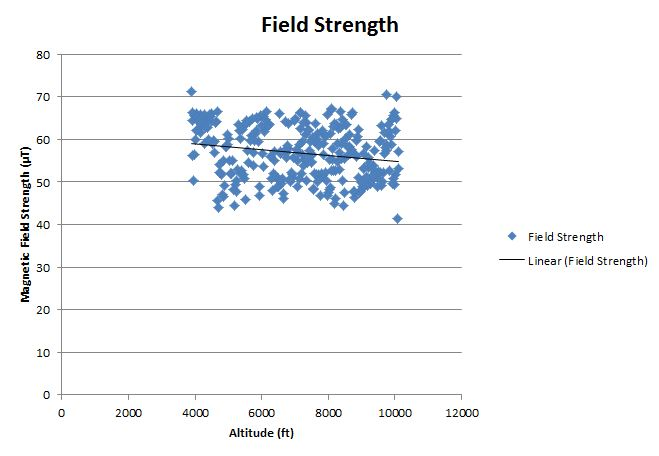 Field Strength
80
70
60
50
40
30
20
10
0
Magnetic Field Strength (µT)
0 2000 4000 6000 8000 10000 12000
Altitude (ft)
Field Strength
Linear (Field Strength)